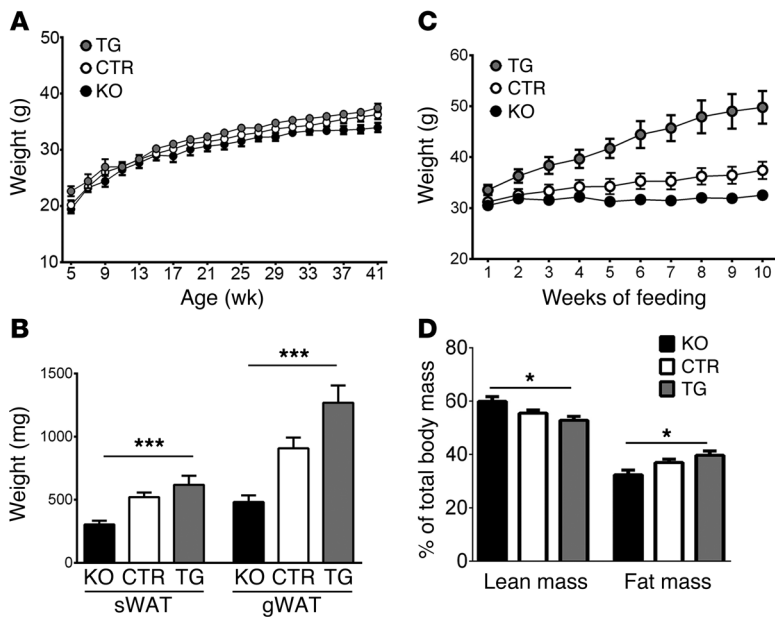 A
TG
CTR
KO
Weight (g)
50
40
30
20
10
5 9 13 17 21 25 29 33 37 41
Age (wk)
C
TG
CTR
KO
Weight (g)
60
50
40
30
20
1 2 3 4 5 6 7 8 9 10
Weeks of feeding
B
Weight (mg)
1500
1000
500
0
***
***
KO CTR TG KO CTR TG
sWAT gWAT
D
KO
CTR
TG
% of total body mass
80
60
40
20
0
*
*
Lean mass Fat mass